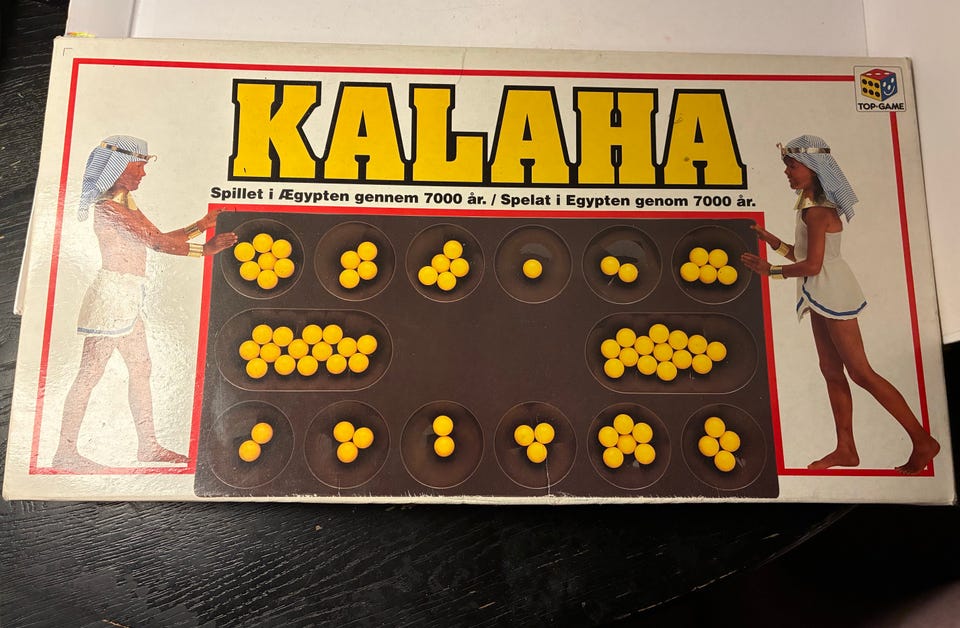 KALAHA
TOP-GAME
Spillet i Ægypten gennem 7000 år. / Spelat i Egypten genom 7000 år.